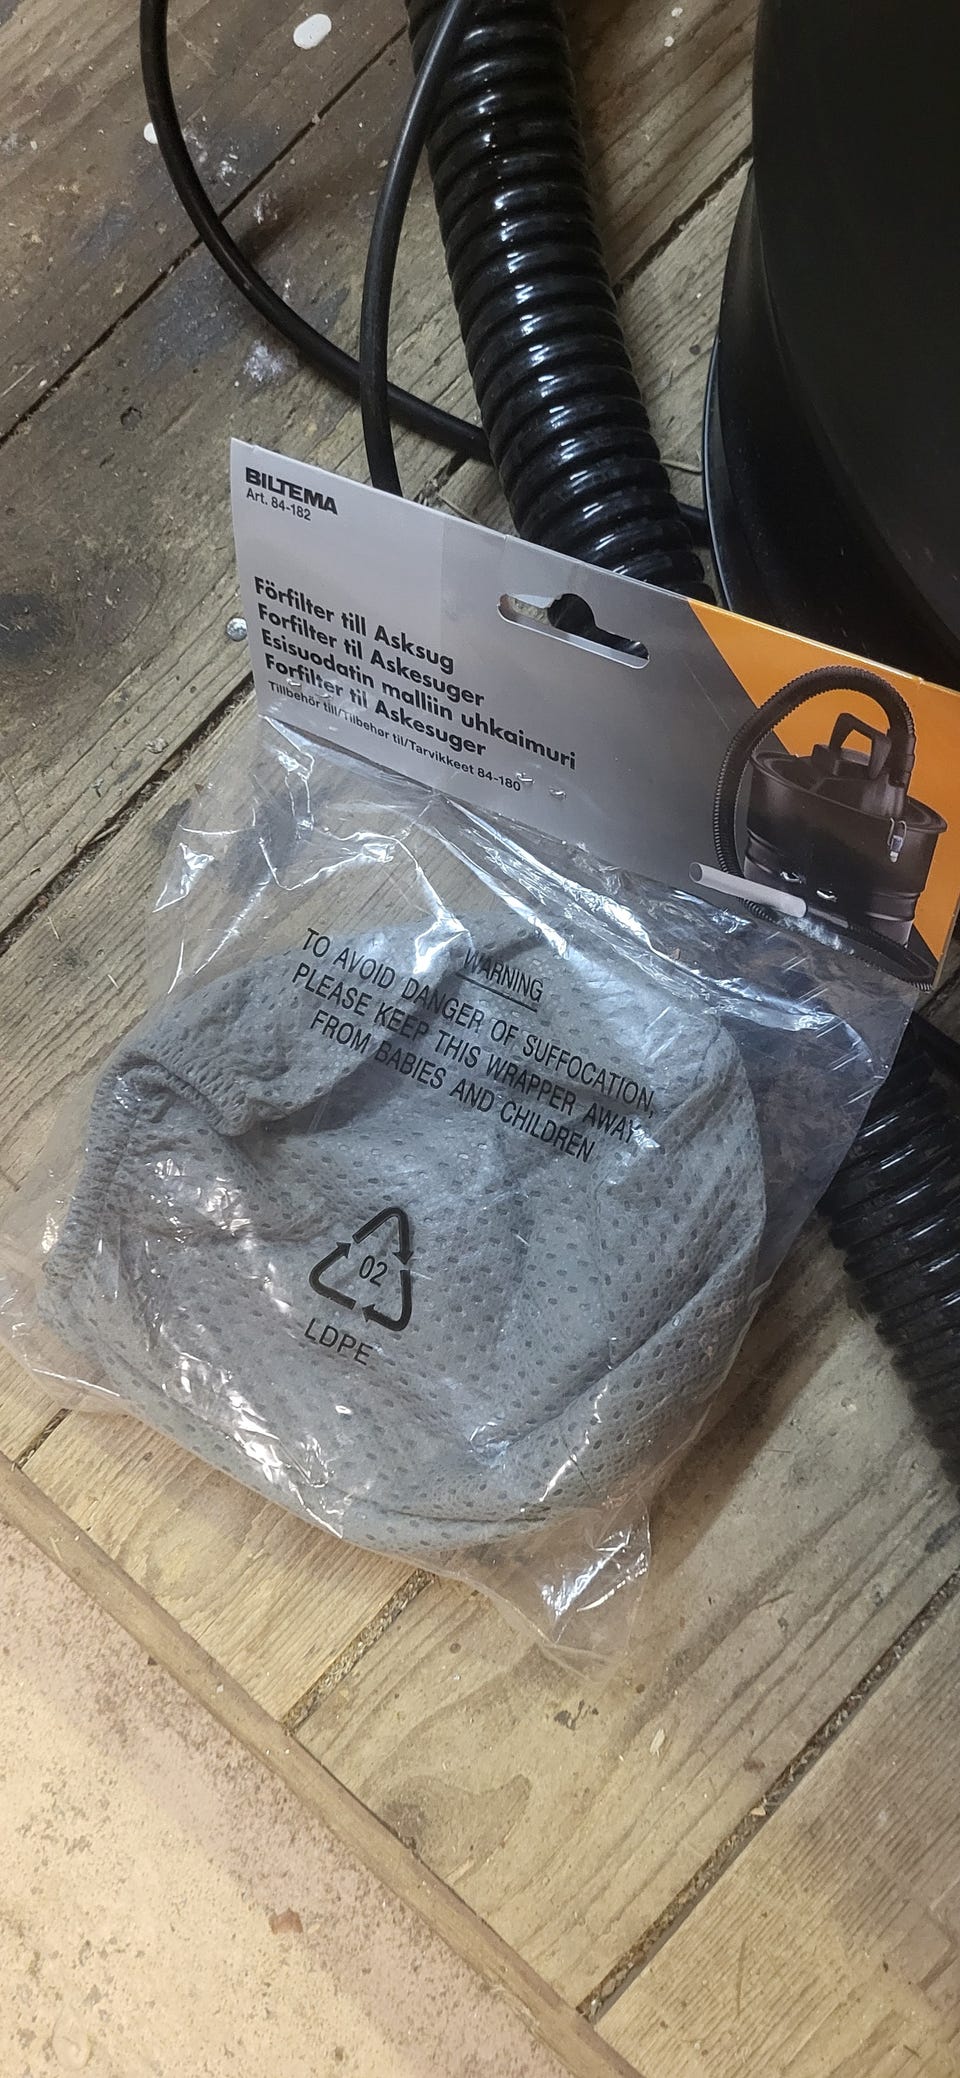 BILTEMA
Art. 84-182
Förfilter till Asksug
Forfilter til Askesuger
Esisuodatin malliin uhkaimuri
Forfilter til Askesuger
Tillbehör till/Tilbehør til/Tarvikkeet 84-180
WARNING
TO AVOID DANGER OF SUFFOCATION,
PLEASE KEEP THIS WRAPPER AWAY
FROM BABIES AND CHILDREN
02
LDPE